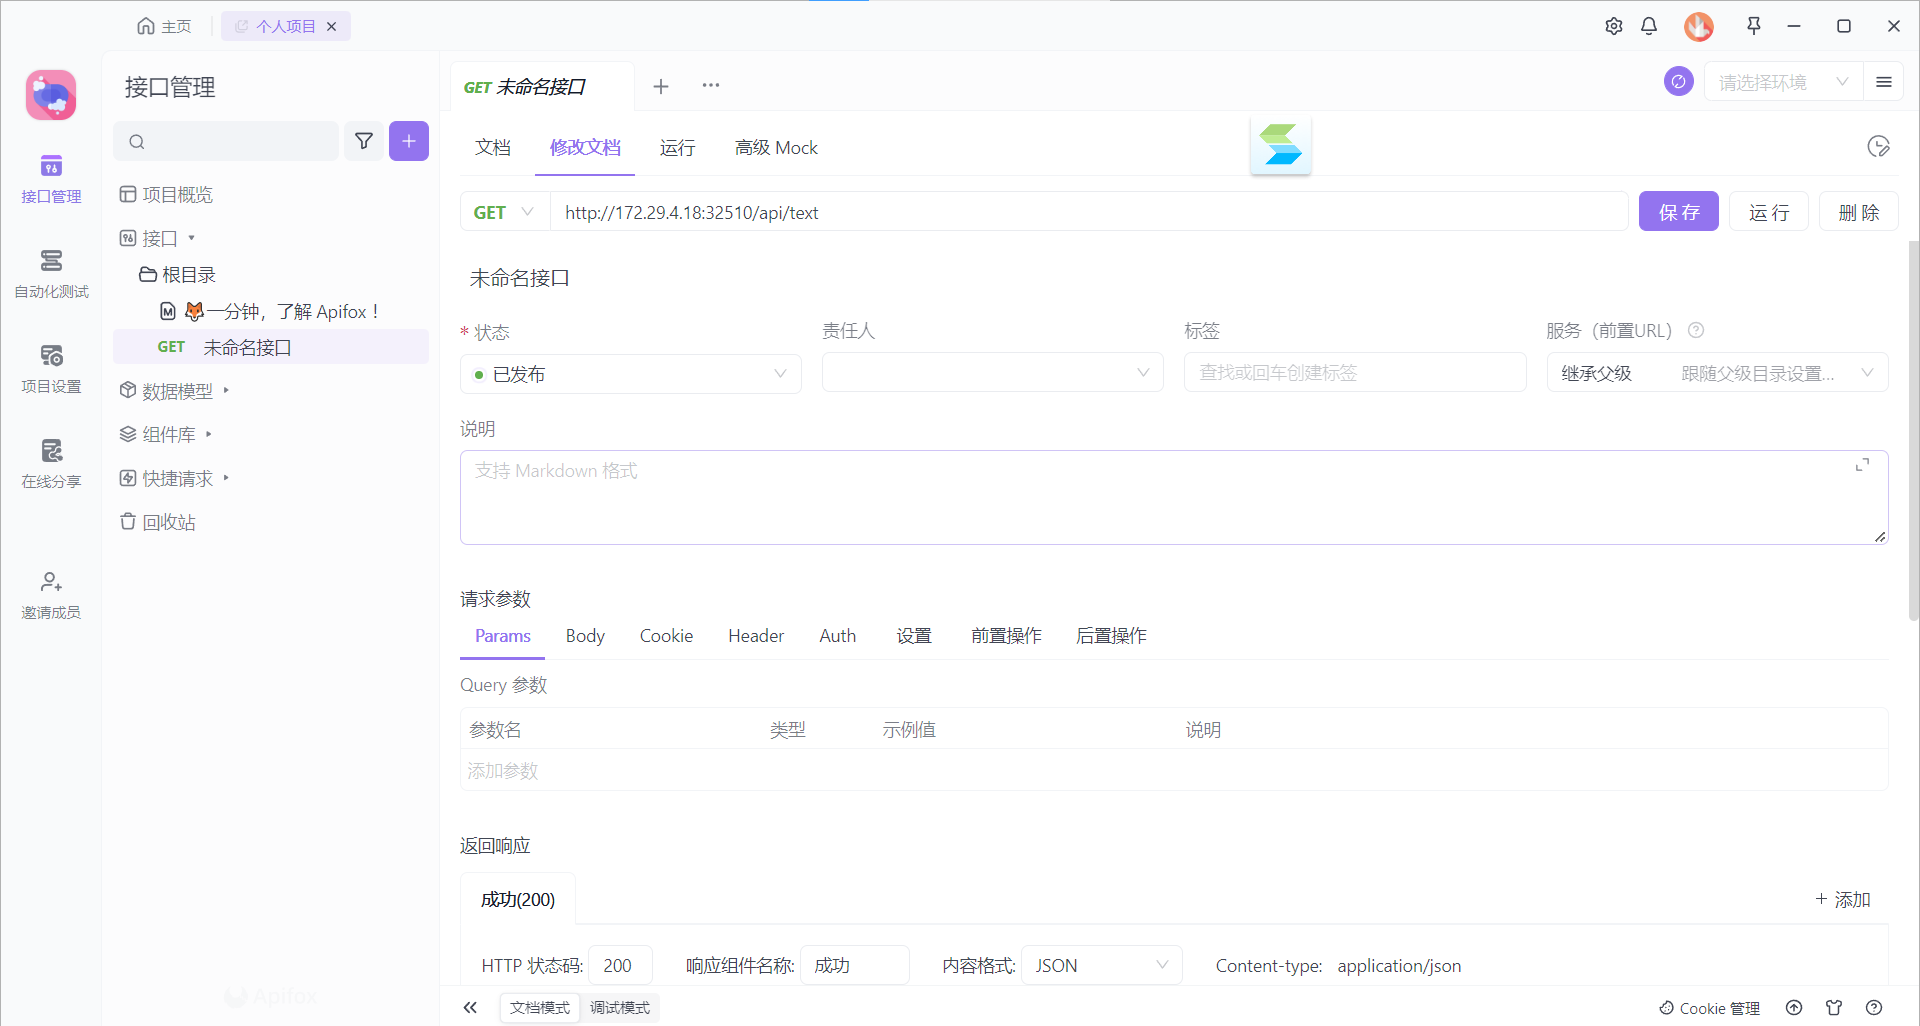 主页
个人项目
接口管理
自动化测试
项目设置
在线分享
邀请成员
接口管理
项目概览
接口
根目录
🦊一分钟，了解 Apifox！
GET 未命名接口
数据模型
组件库
快捷请求
回收站
Apifox
GET 未命名接口
请选择环境
文档 修改文档 运行 高级 Mock
GET http://172.29.4.18:32510/api/text 保存 运行 删除
未命名接口
* 状态 责任人 标签 服务（前置URL）
已发布 查找或回车创建标签 继承父级 跟随父级目录设置...
说明
支持 Markdown 格式
请求参数
Params Body Cookie Header Auth 设置 前置操作 后置操作
Query 参数
参数名 类型 示例值 说明
添加参数
返回响应
成功(200) 添加
HTTP 状态码: 200 响应组件名称: 成功 内容格式: JSON Content-type: application/json
文档模式 调试模式 Cookie 管理